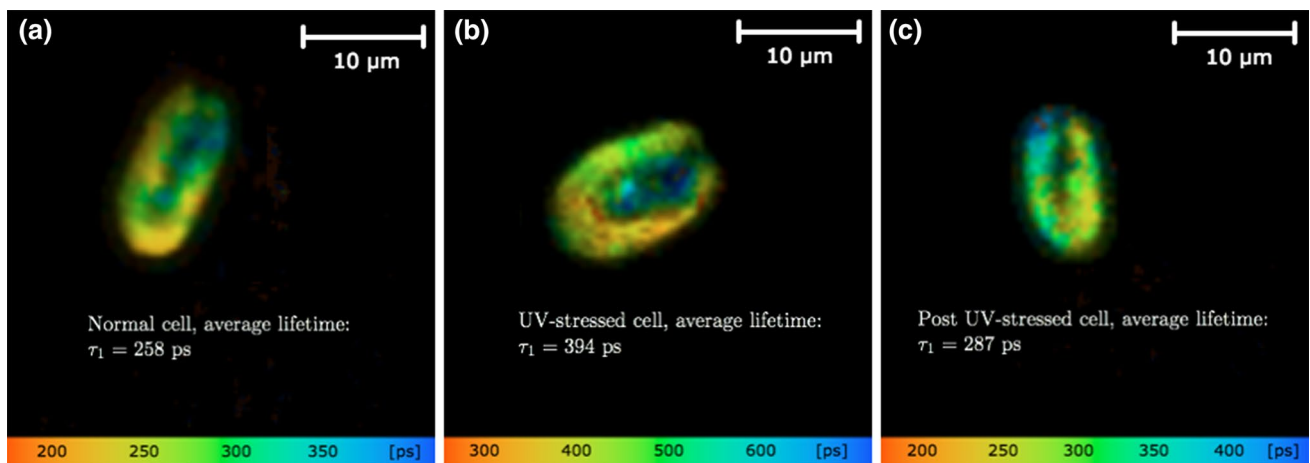 (a)
10 µm
Normal cell, average lifetime:
τ₁ = 258 ps
200 250 300 350 [ps]
(b)
10 µm
UV-stressed cell, average lifetime:
τ₁ = 394 ps
300 400 500 600 [ps]
(c)
10 µm
Post UV-stressed cell, average lifetime:
τ₁ = 287 ps
200 250 300 350 400 [ps]